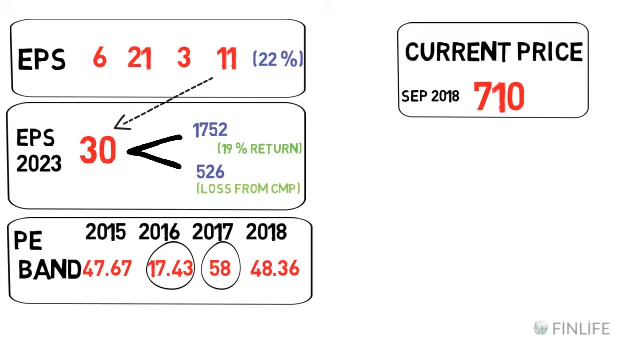 EPS 6 21 3 11 (22%)
EPS 2023 30
1752
(19% RETURN)
526
(LOSS FROM CMP)
PE BAND
2015 2016 2017 2018
47.67 17.43 58 48.36
CURRENT PRICE
SEP 2018 710
FINLIFE